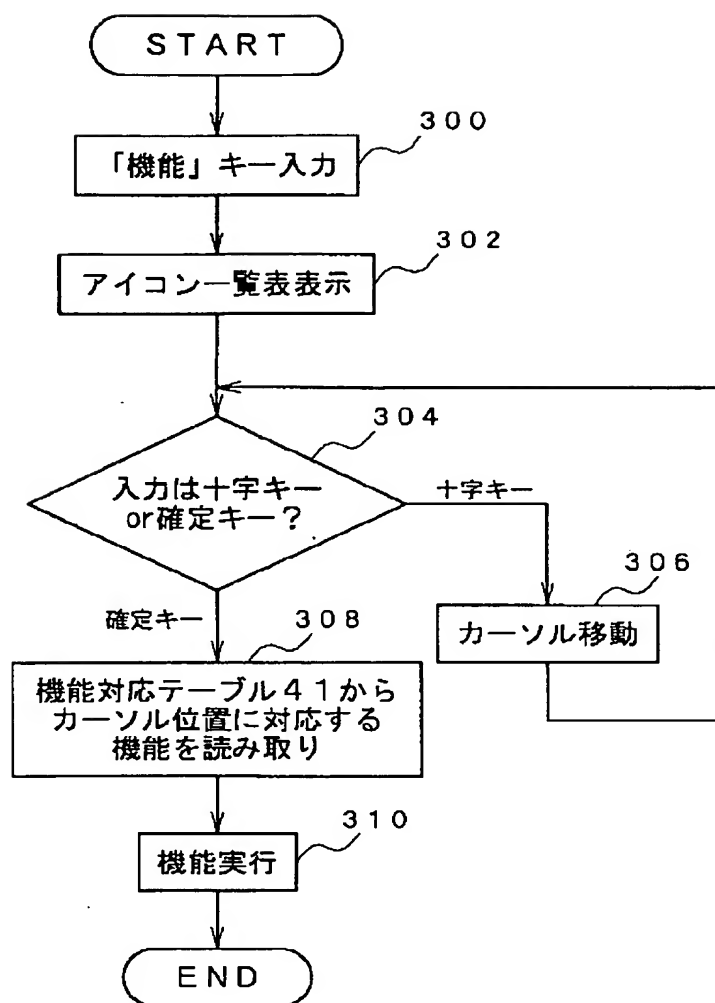 START
300
「機能」キー入力
302
アイコン一覧表表示
304
入力は十字キー
or確定キー?
十字キー
306
カーソル移動
確定キー
308
機能対応テーブル41から
カーソル位置に対応する
機能を読み取り
310
機能実行
END